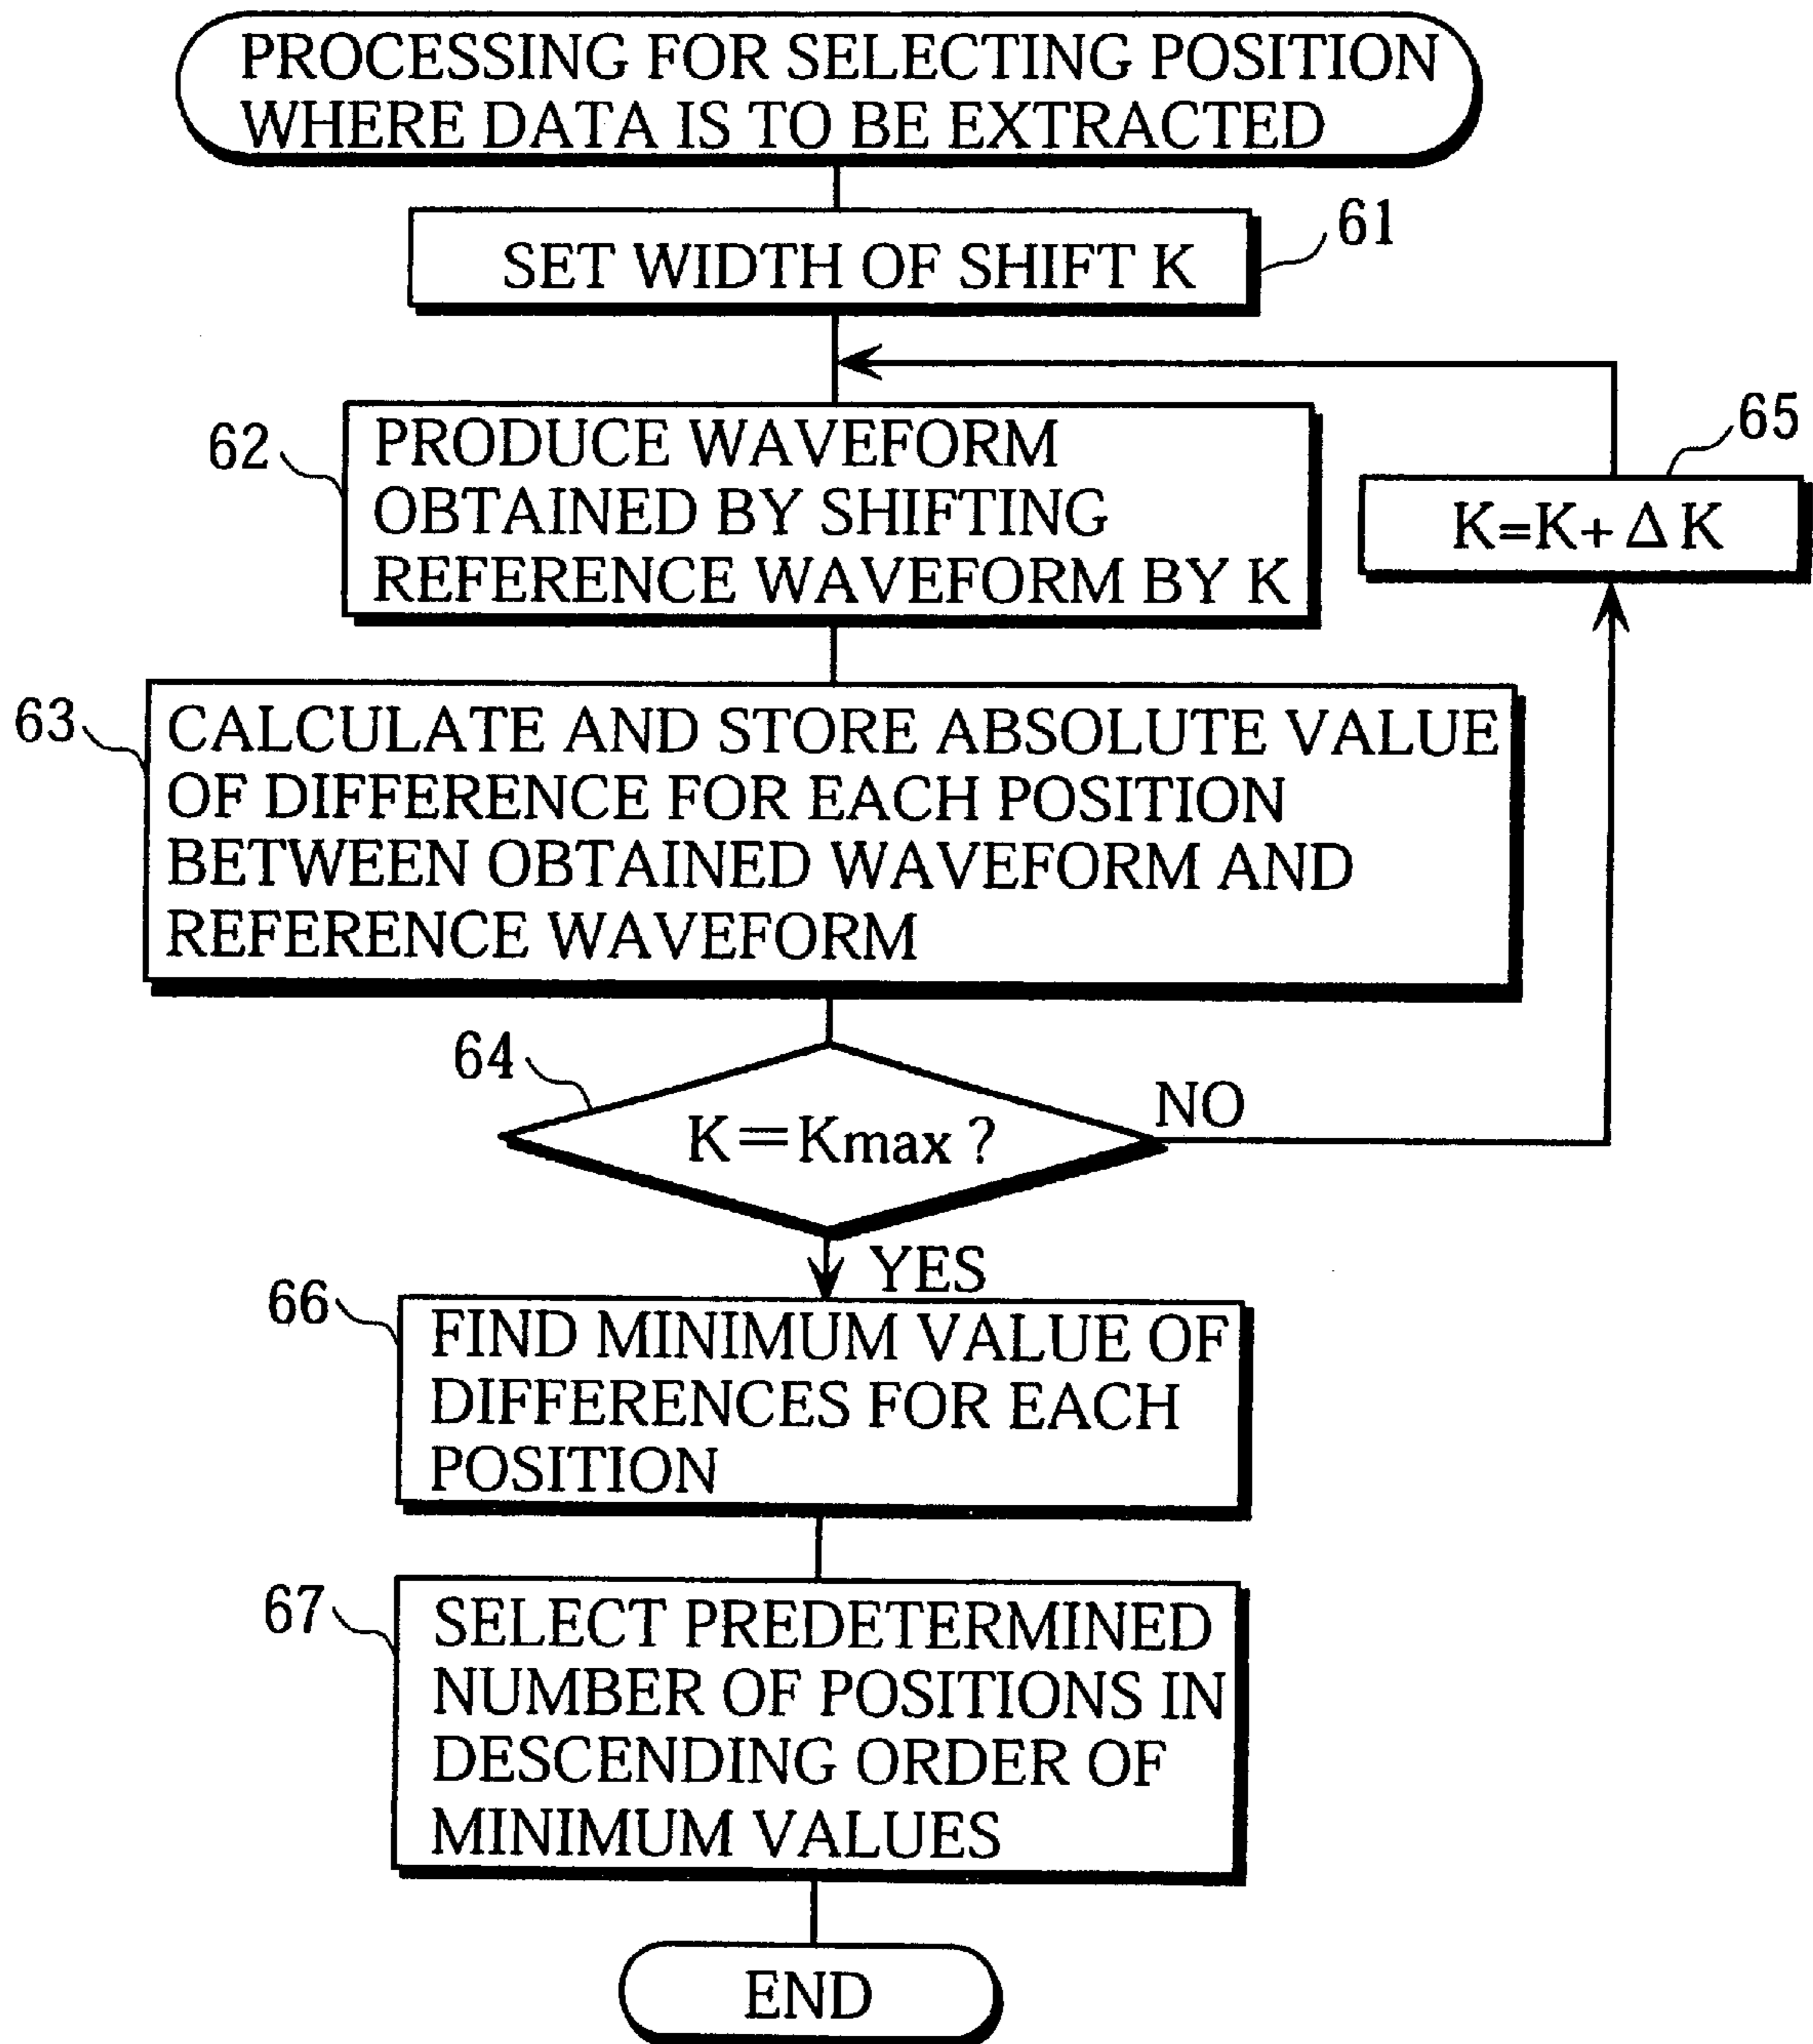 PROCESSING FOR SELECTING POSITION
WHERE DATA IS TO BE EXTRACTED
61
SET WIDTH OF SHIFT K
62
PRODUCE WAVEFORM
OBTAINED BY SHIFTING
REFERENCE WAVEFORM BY K
65
K=K+ Δ K
63
CALCULATE AND STORE ABSOLUTE VALUE
OF DIFFERENCE FOR EACH POSITION
BETWEEN OBTAINED WAVEFORM AND
REFERENCE WAVEFORM
64
K=Kmax ?
NO
YES
66
FIND MINIMUM VALUE OF
DIFFERENCES FOR EACH
POSITION
67
SELECT PREDETERMINED
NUMBER OF POSITIONS IN
DESCENDING ORDER OF
MINIMUM VALUES
END